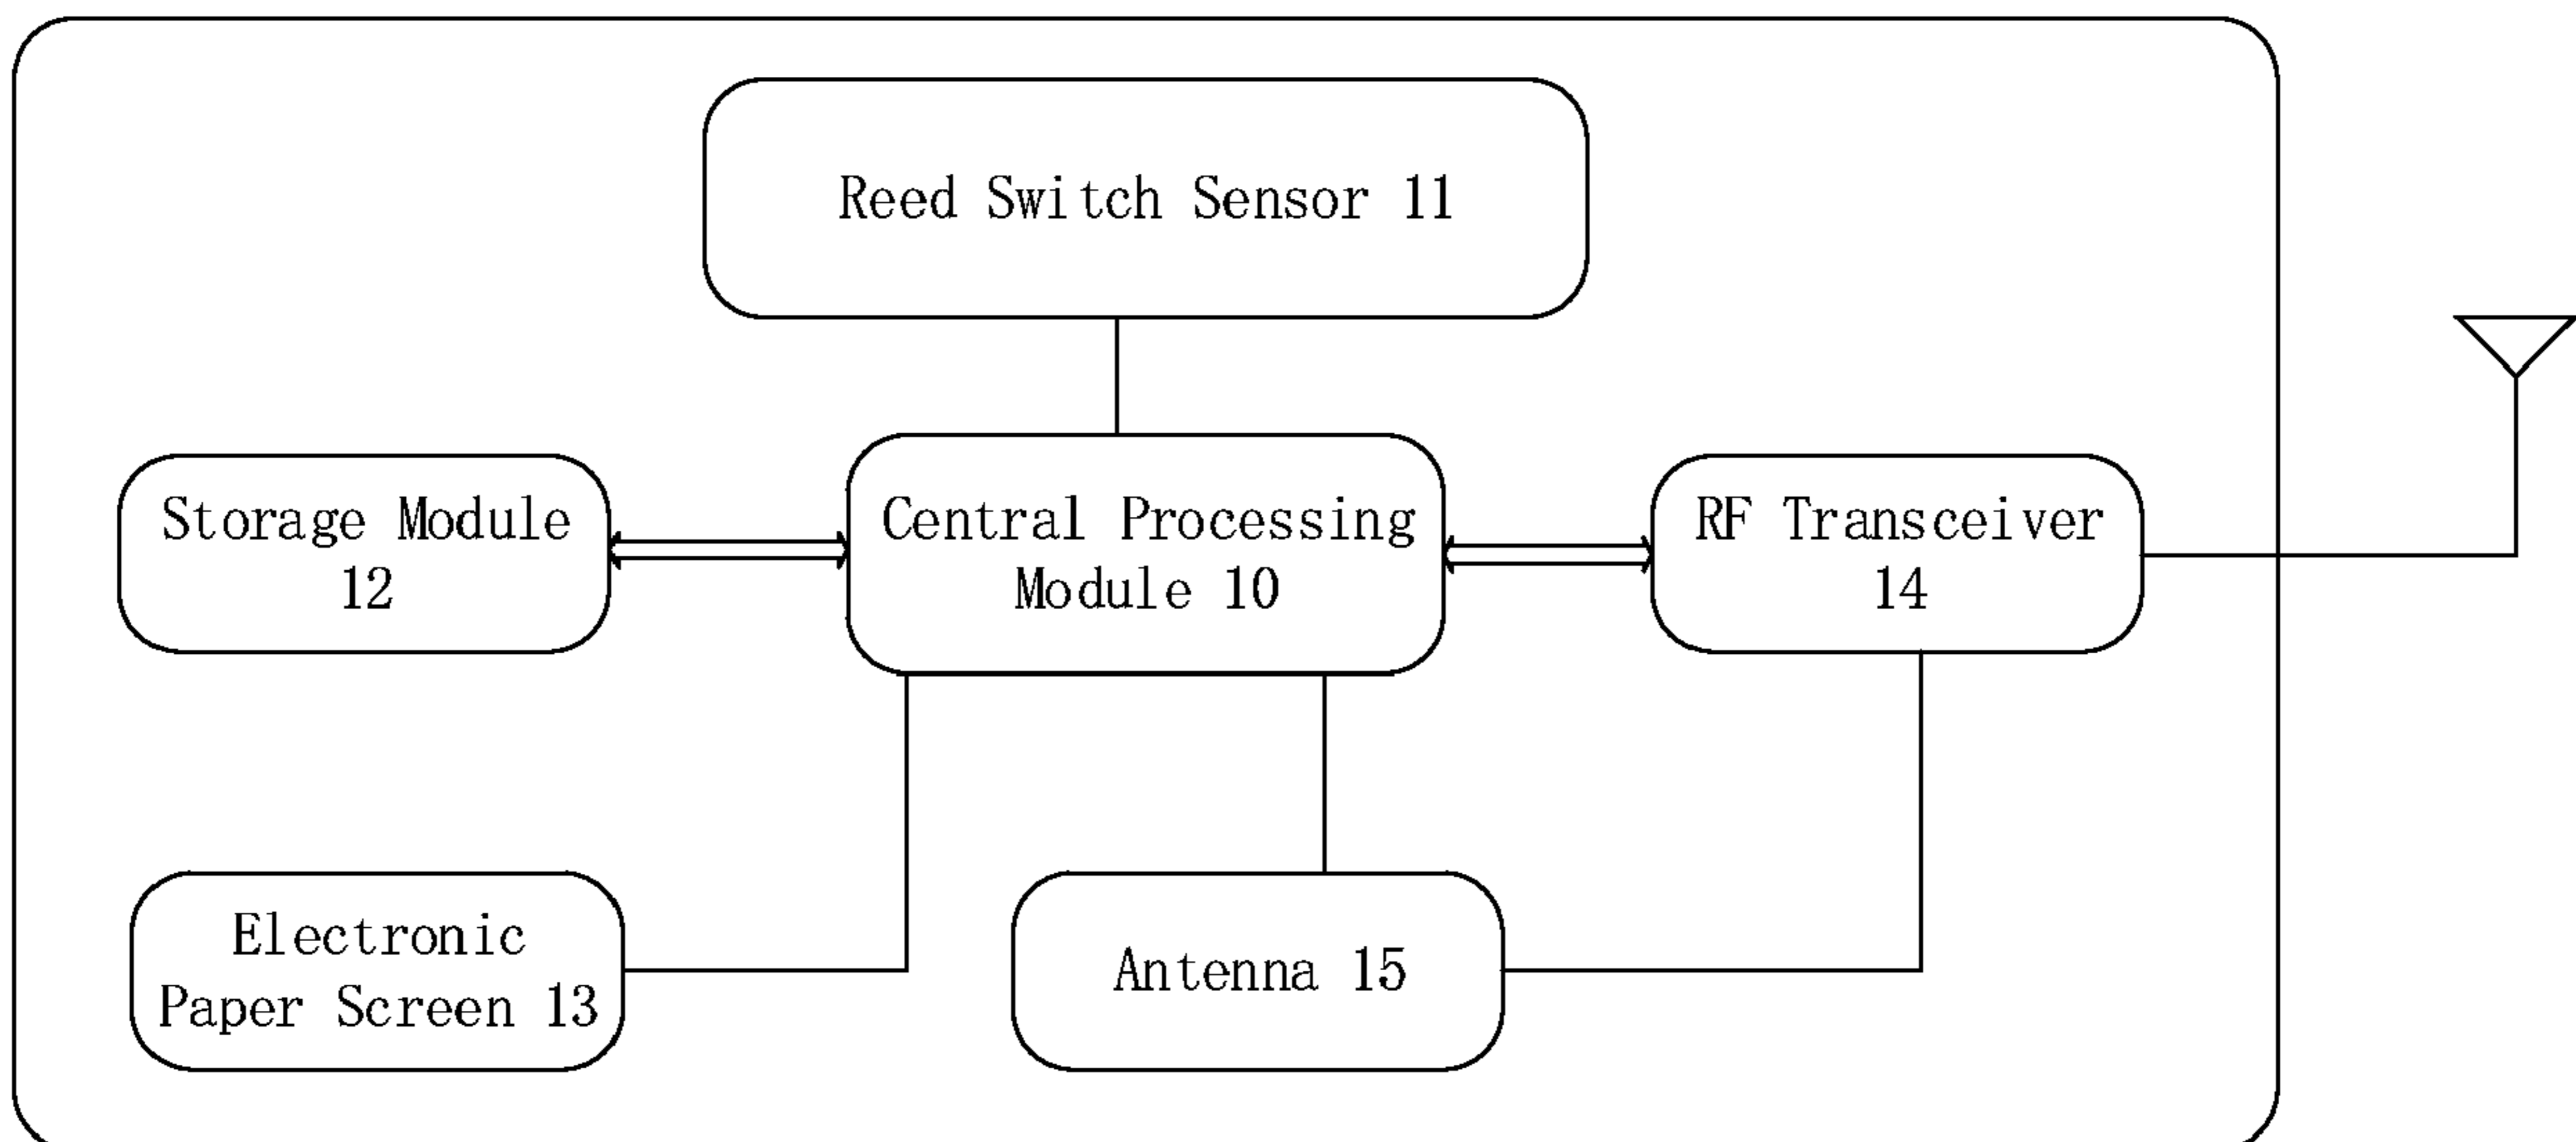 Reed Switch Sensor 11
Storage Module
12
Central Processing
Module 10
RF Transceiver
14
Electronic
Paper Screen 13
Antenna 15